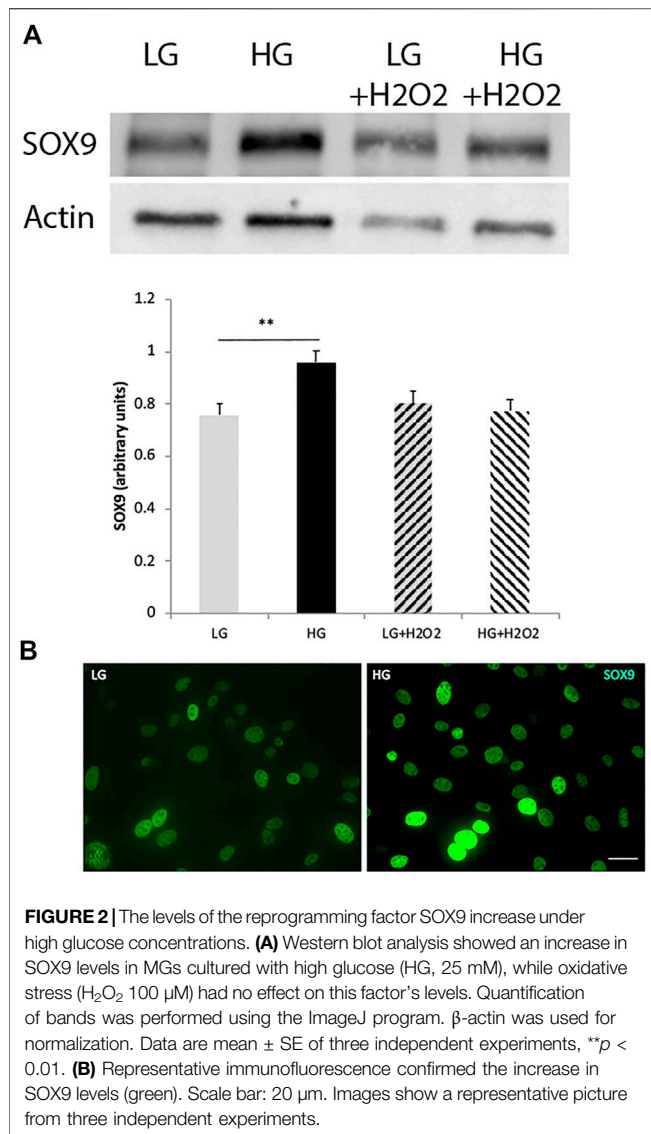 A
LG HG LG HG
+H2O2 +H2O2
SOX9
Actin
1.2
1
0.8
0.6
0.4
0.2
0
SOX9 (arbitrary units)
**
LG HG LG+H2O2 HG+H2O2
B
LG HG SOX9
FIGURE 2 | The levels of the reprogramming factor SOX9 increase under
high glucose concentrations. (A) Western blot analysis showed an increase in
SOX9 levels in MGs cultured with high glucose (HG, 25 mM), while oxidative
stress (H₂O₂ 100 μM) had no effect on this factor's levels. Quantification
of bands was performed using the ImageJ program. β-actin was used for
normalization. Data are mean ± SE of three independent experiments, **p <
0.01. (B) Representative immunofluorescence confirmed the increase in
SOX9 levels (green). Scale bar: 20 μm. Images show a representative picture
from three independent experiments.